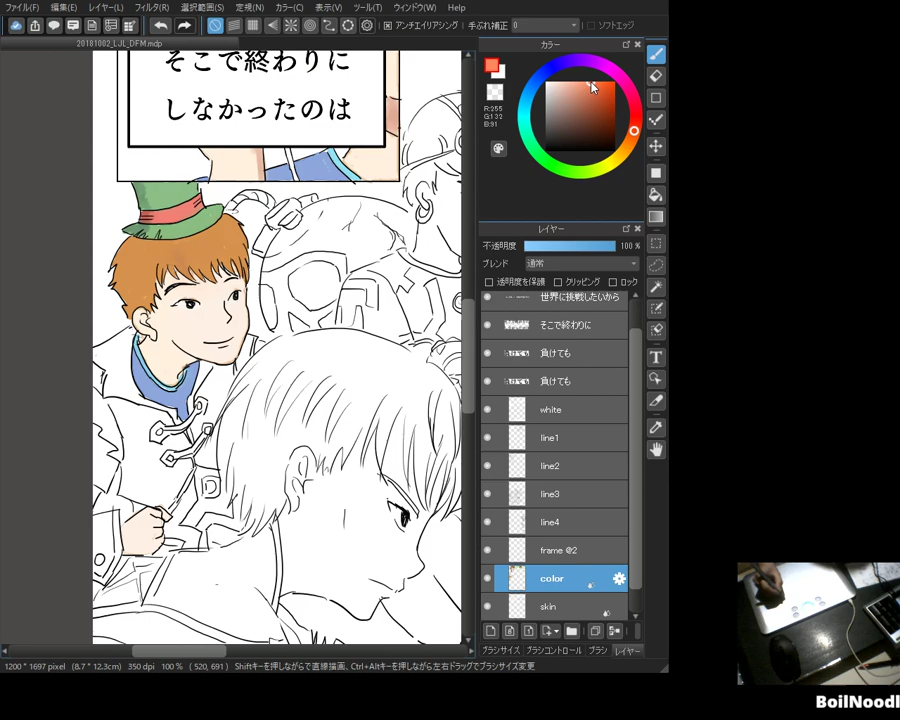 ファイル(F) 編集(E) レイヤー(L) フィルタ(R) 選択範囲(S) 定規(N) カラー(C) 表示(V) ツール(T) ウィンドウ(W) Help
アンチエイリアシング 手ぶれ補正 0 ソフトエッジ
20181002_LJL_DFM.mdp
そこで終わりに
しなかったのは
カラー
R:255
G:132
B:91
レイヤー
不透明度 100 %
ブレンド 通常
透明度を保護 クリッピング ロック
世界に挑戦したいから
そこで終わりに
負けても
負けても
white
line1
line2
line3
line4
frame @2
color
skin
ブラシサイズ ブラシコントロール ブラシ レイヤー
1200 * 1697 pixel (8.7 * 12.3cm) 350 dpi 100 % ( 520, 691 ) Shiftキーを押しながらで直線描画、Ctrl+Altキーを押しながら左右ドラッグでブラシサイズ変更
BoilNoodl